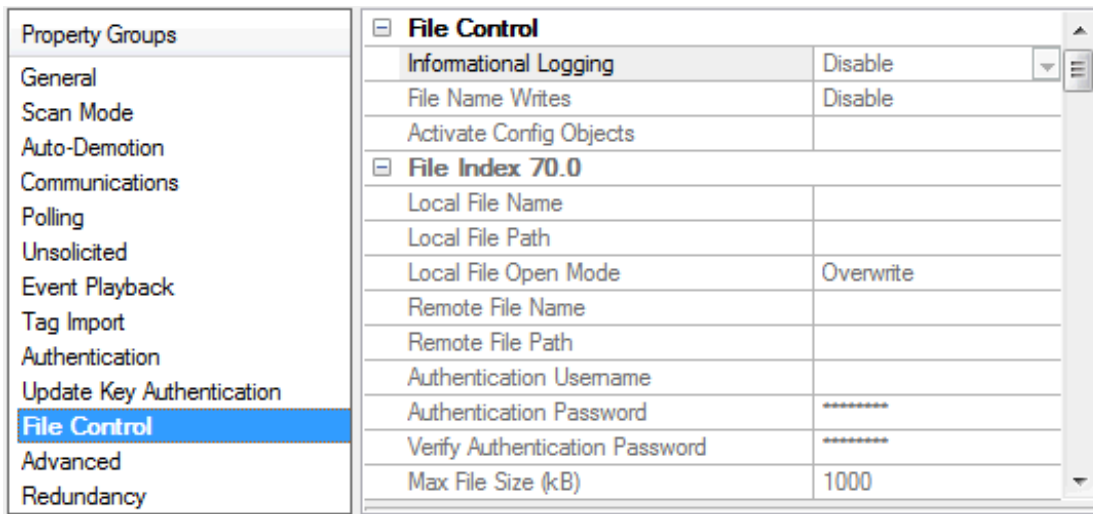 Property Groups
General
Scan Mode
Auto-Demotion
Communications
Polling
Unsolicited
Event Playback
Tag Import
Authentication
Update Key Authentication
File Control
Advanced
Redundancy
File Control
Informational Logging Disable
File Name Writes Disable
Activate Config Objects
File Index 70.0
Local File Name
Local File Path
Local File Open Mode Overwrite
Remote File Name
Remote File Path
Authentication Username
Authentication Password ********
Verify Authentication Password ********
Max File Size (kB) 1000